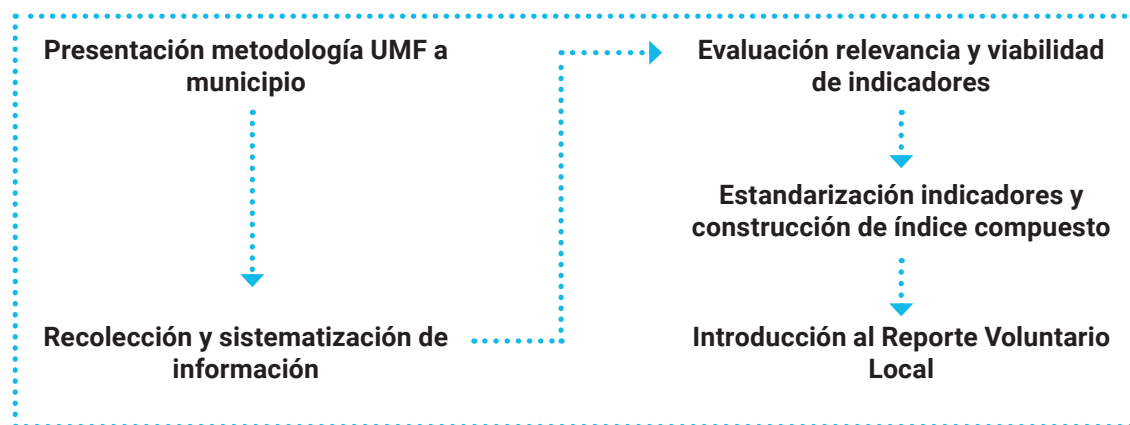 Presentación metodología UMF a
municipio
Recolección y sistematización de
información
Evaluación relevancia y viabilidad
de indicadores
Estandarización indicadores y
construcción de índice compuesto
Introducción al Reporte Voluntario
Local